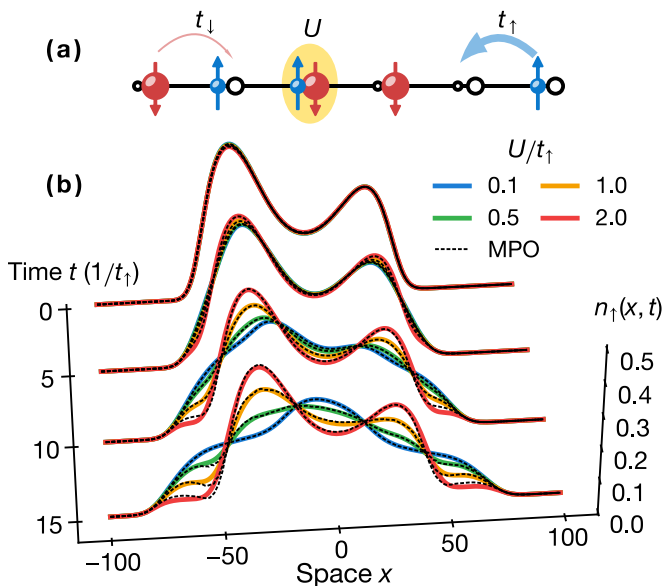 (a)
t↓
U
t↑
(b)
U/t↑
0.1
1.0
0.5
2.0
MPO
Time t (1/t↑)
0
5
10
15
n↑(x, t)
0.5
0.4
0.3
0.2
0.1
0.0
−100
−50
0
50
100
Space x